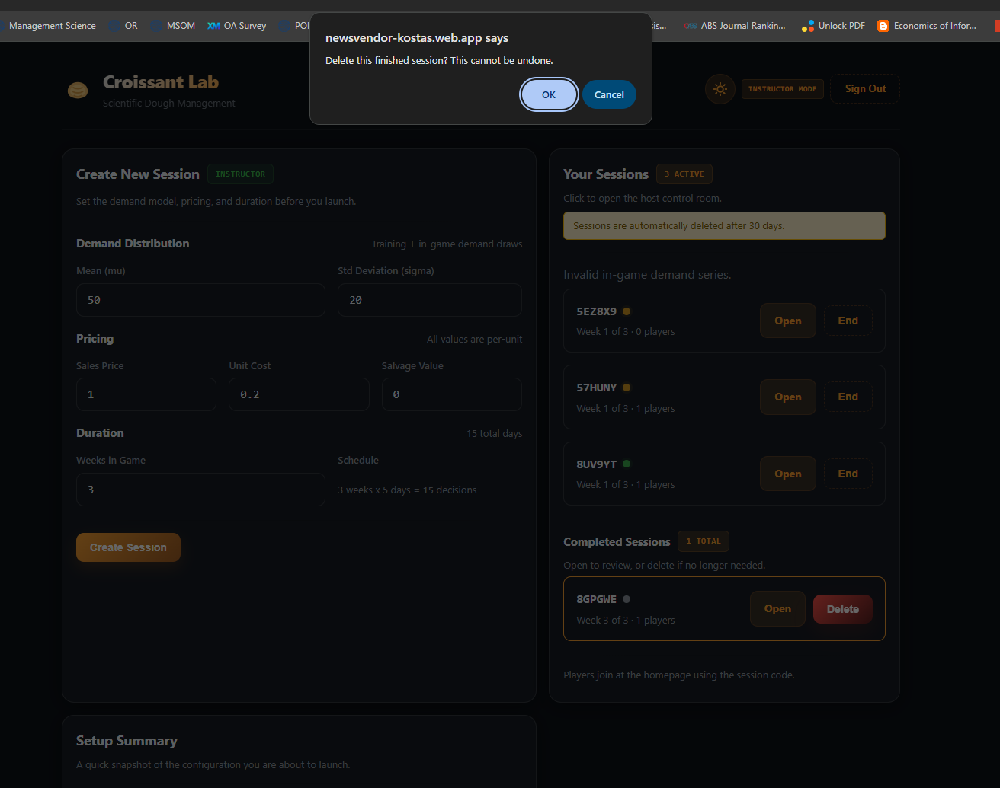 Management Science
OR
MSOM
XM OA Survey
sis...
ABS Journal Rankin...
Unlock PDF
Economics of Infor...
newsvendor-kostas.web.app says
Delete this finished session? This cannot be undone.
OK
Cancel
Croissant Lab
Scientific Dough Management
INSTRUCTOR MODE
Sign Out
Create New Session INSTRUCTOR
Set the demand model, pricing, and duration before you launch.
Demand Distribution
Training + in-game demand draws
Mean (mu)
Std Deviation (sigma)
50
20
Pricing
All values are per-unit
Sales Price
Unit Cost
Salvage Value
1
0.2
0
Duration
15 total days
Weeks in Game
Schedule
3
3 weeks x 5 days = 15 decisions
Create Session
Your Sessions 3 ACTIVE
Click to open the host control room.
Sessions are automatically deleted after 30 days.
Invalid in-game demand series.
5EZ8X9
Week 1 of 3 · 0 players
Open
End
57HUNY
Week 1 of 3 · 1 players
Open
End
8UV9YT
Week 1 of 3 · 1 players
Open
End
Completed Sessions 1 TOTAL
Open to review, or delete if no longer needed.
8GPGWE
Week 3 of 3 · 1 players
Open
Delete
Players join at the homepage using the session code.
Setup Summary
A quick snapshot of the configuration you are about to launch.